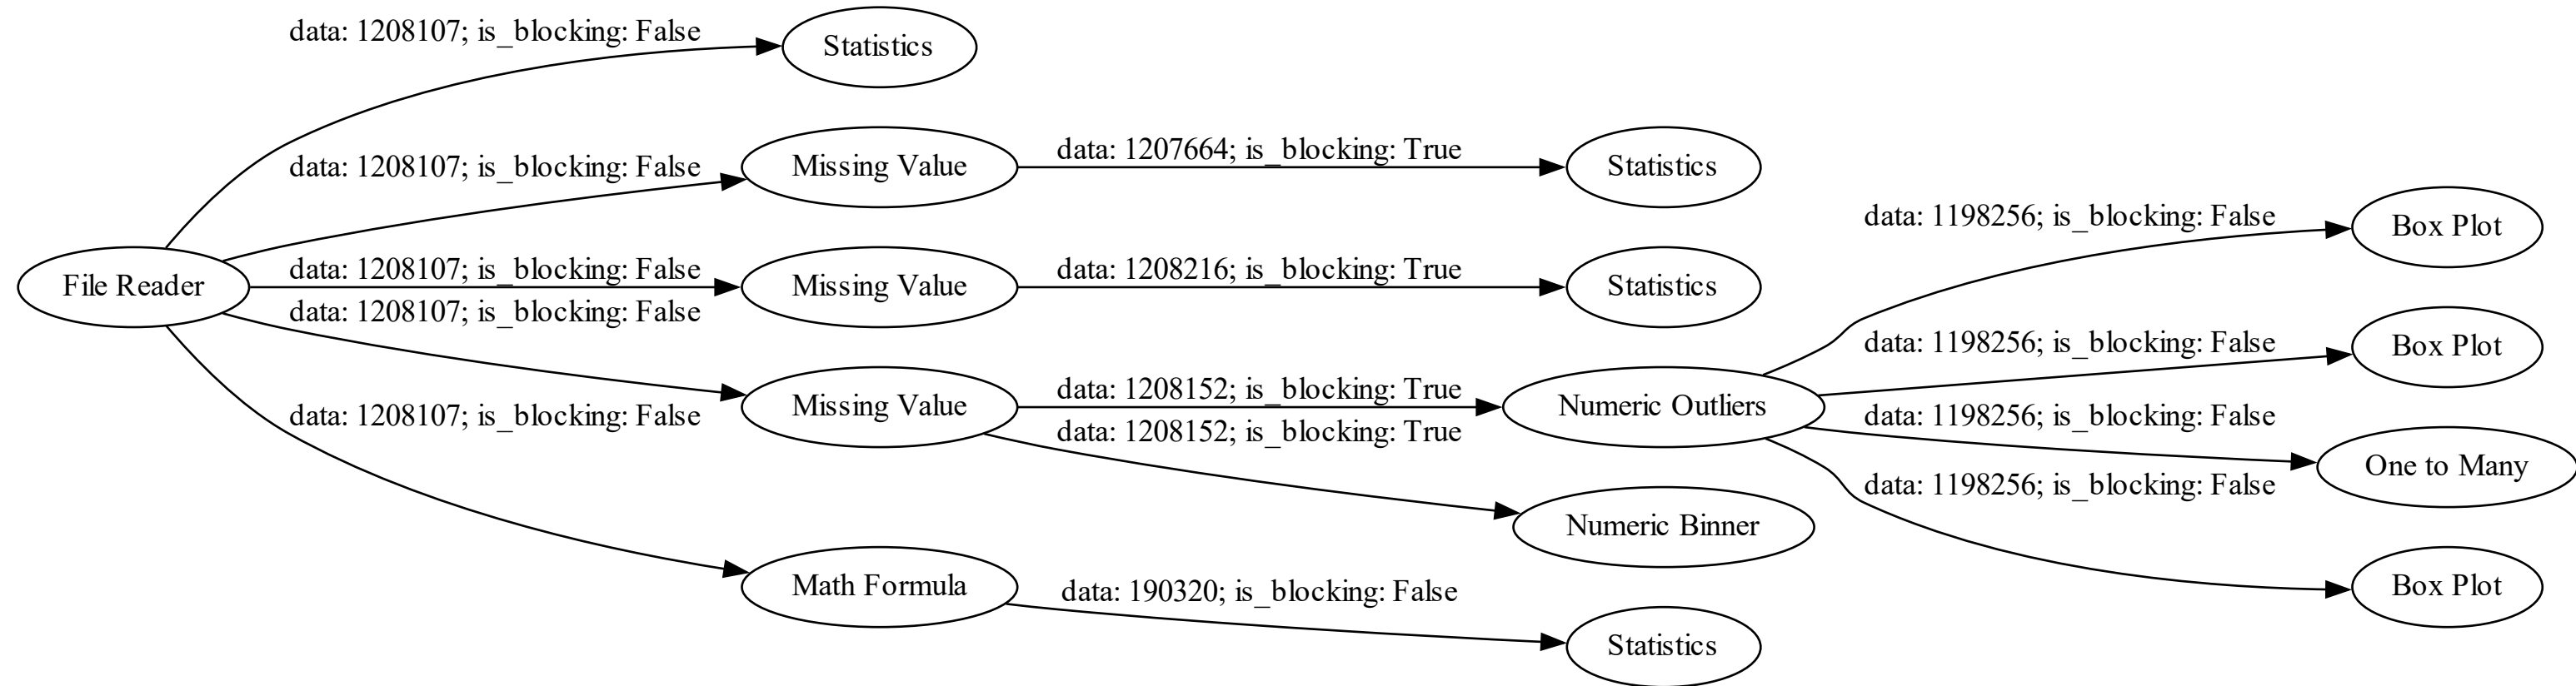 data: 1208107; is_blocking: False
Statistics
data: 1208107; is_blocking: False
Missing Value
data: 1207664; is_blocking: True
Statistics
File Reader
data: 1208107; is_blocking: False
Missing Value
data: 1208216; is_blocking: True
Statistics
data: 1208107; is_blocking: False
Missing Value
data: 1208152; is_blocking: True
Numeric Outliers
data: 1208152; is_blocking: True
Numeric Binner
data: 1198256; is_blocking: False
Box Plot
data: 1198256; is_blocking: False
Box Plot
data: 1198256; is_blocking: False
One to Many
data: 1198256; is_blocking: False
Box Plot
data: 1208107; is_blocking: False
Math Formula
data: 190320; is_blocking: False
Statistics